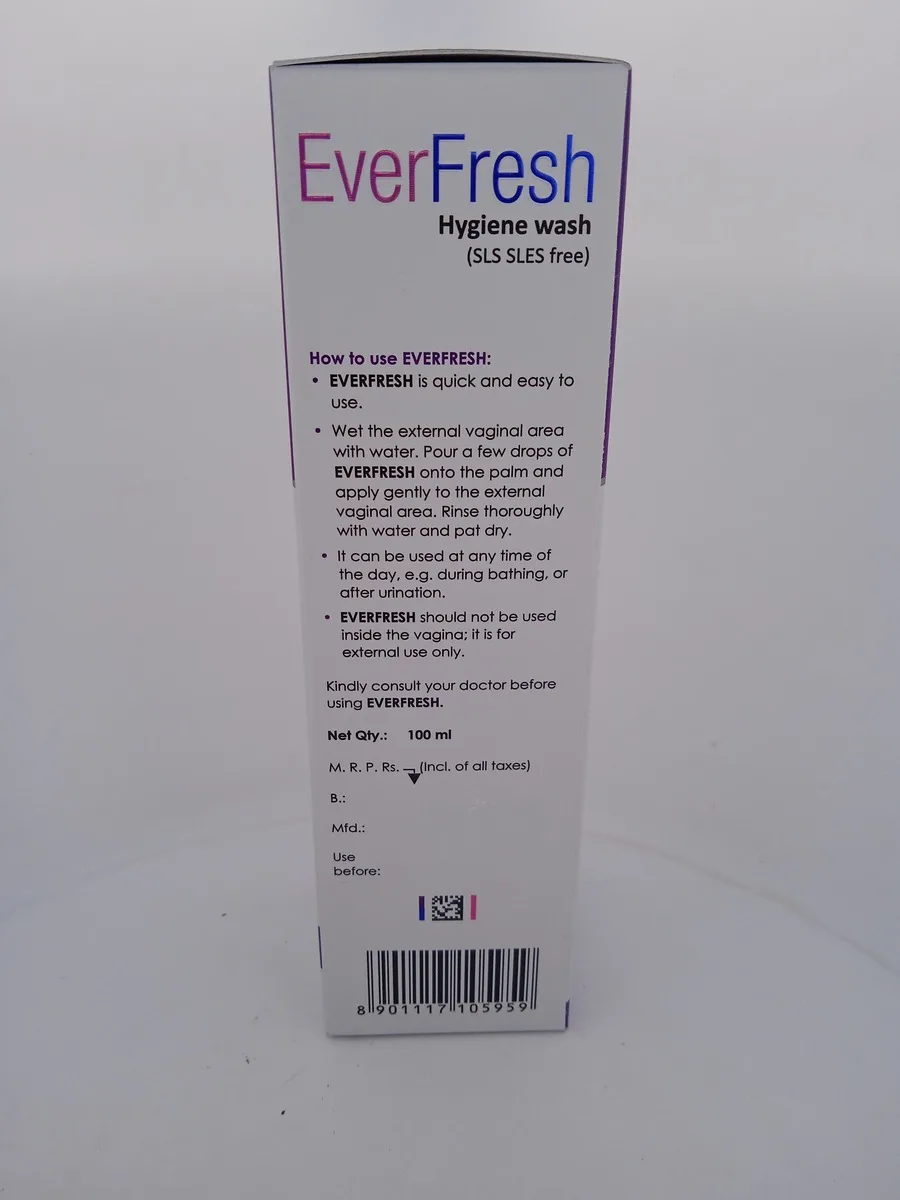 EverFresh
Hygiene wash
(SLS SLES free)
How to use EVERFRESH:
• EVERFRESH is quick and easy to
use.
• Wet the external vaginal area
with water. Pour a few drops of
EVERFRESH onto the palm and
apply gently to the external
vaginal area. Rinse thoroughly
with water and pat dry.
• It can be used at any time of
the day, e.g. during bathing, or
after urination.
• EVERFRESH should not be used
inside the vagina; it is for
external use only.
Kindly consult your doctor before
using EVERFRESH.
Net Qty.: 100 ml
M. R. P. Rs. (Incl. of all taxes)
B.:
Mfd.:
Use
before:
8 901117 105959